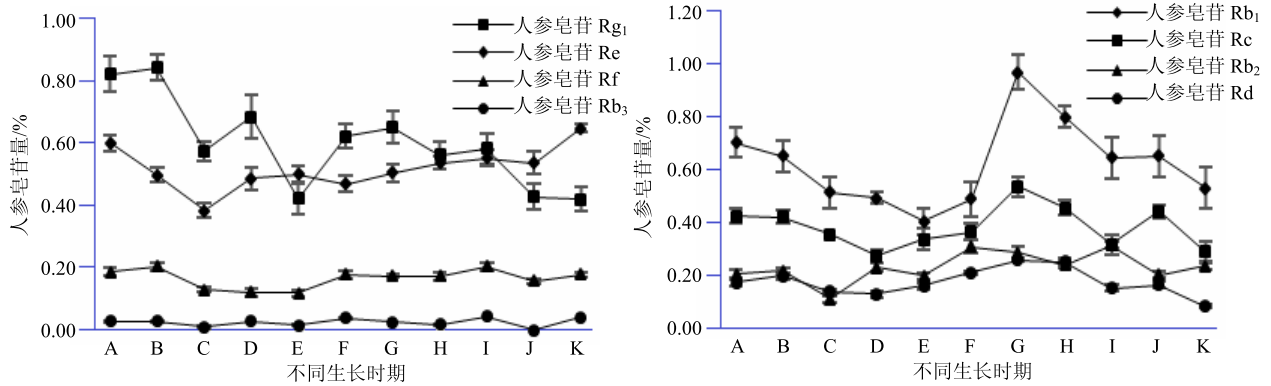 1.00
0.80
0.60
0.40
0.20
0.00
人参皂苷量/%
人参皂苷 Rg₁
人参皂苷 Re
人参皂苷 Rf
人参皂苷 Rb₃
A B C D E F G H I J K
不同生长时期
1.20
1.00
0.80
0.60
0.40
0.20
0.00
人参皂苷量/%
人参皂苷 Rb₁
人参皂苷 Rc
人参皂苷 Rb₂
人参皂苷 Rd
A B C D E F G H I J K
不同生长时期